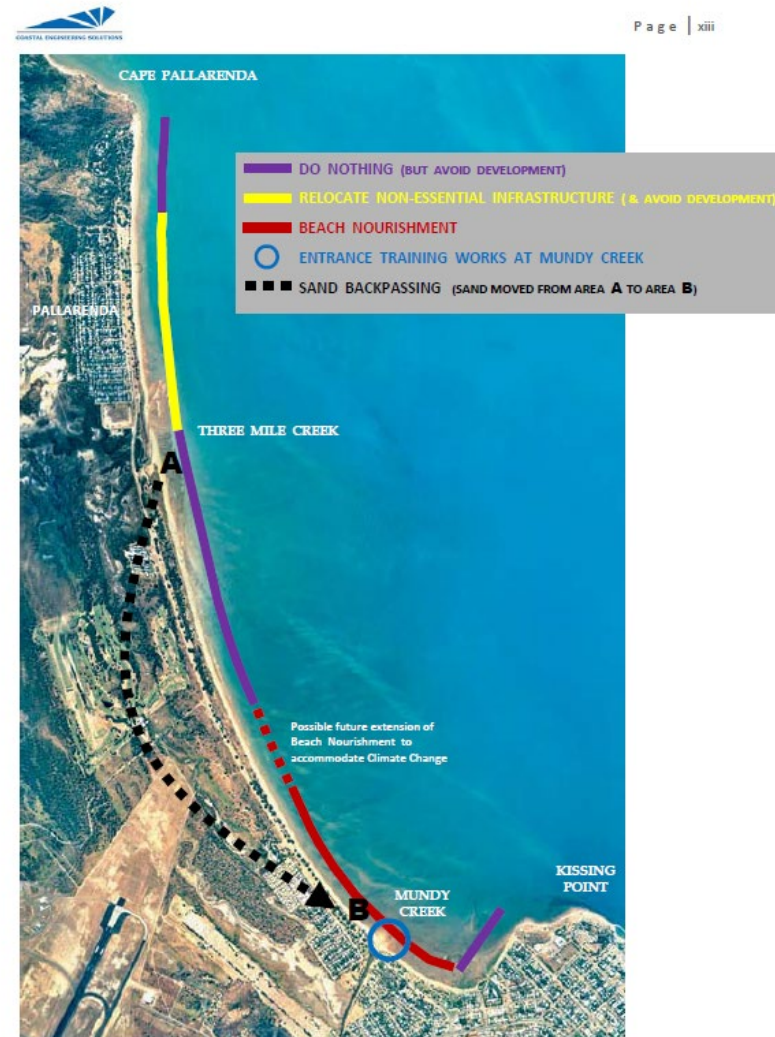 COASTAL ENGINEERING SOLUTIONS
Page | xiii
CAPE PALLARENDA
DO NOTHING (BUT AVOID DEVELOPMENT)
RELOCATE NON-ESSENTIAL INFRASTRUCTURE ( & AVOID DEVELOPMENT)
BEACH NOURISHMENT
ENTRANCE TRAINING WORKS AT MUNDY CREEK
SAND BACKPASSING (SAND MOVED FROM AREA A TO AREA B)
PALLARENDA
THREE MILE CREEK
A
Possible future extension of
Beach Nourishment to
accommodate Climate Change
KISSING
POINT
MUNDY
CREEK
B